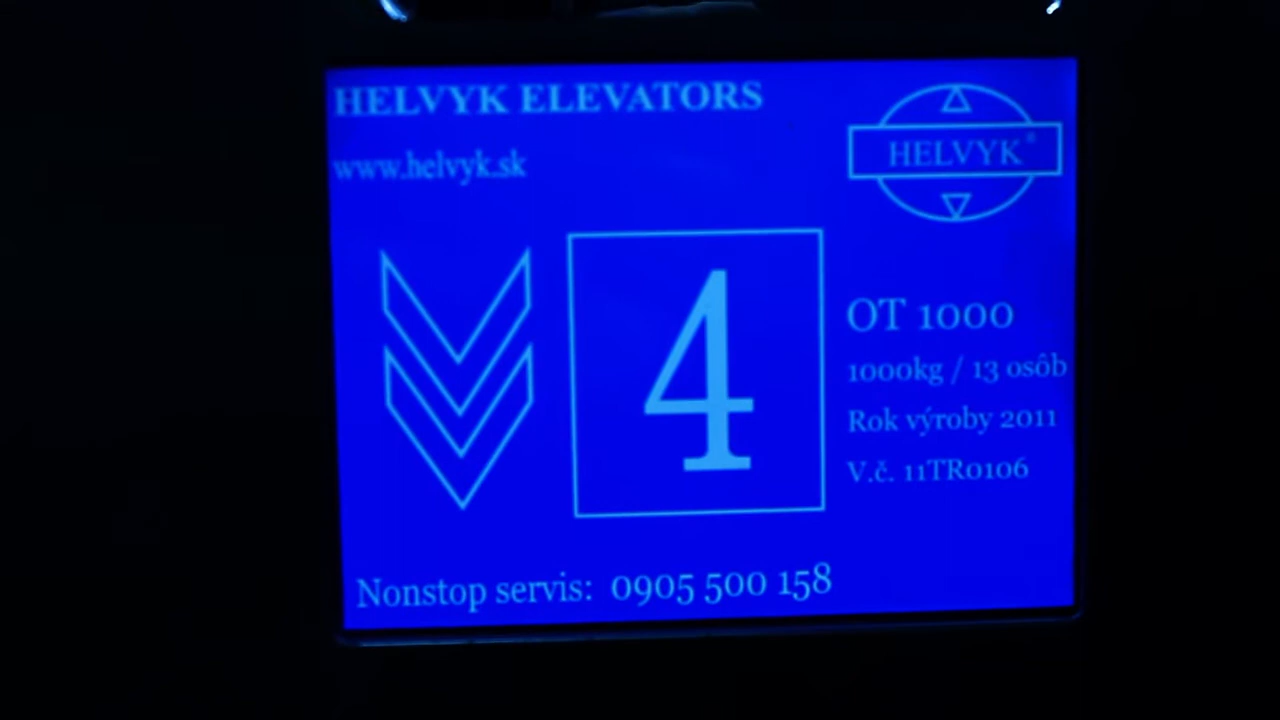 HELVYK ELEVATORS
www.helvyk.sk
HELVYK®
4
OT 1000
1000kg / 13 osôb
Rok výroby 2011
V.č. 11TR0106
Nonstop servis: 0905 500 158